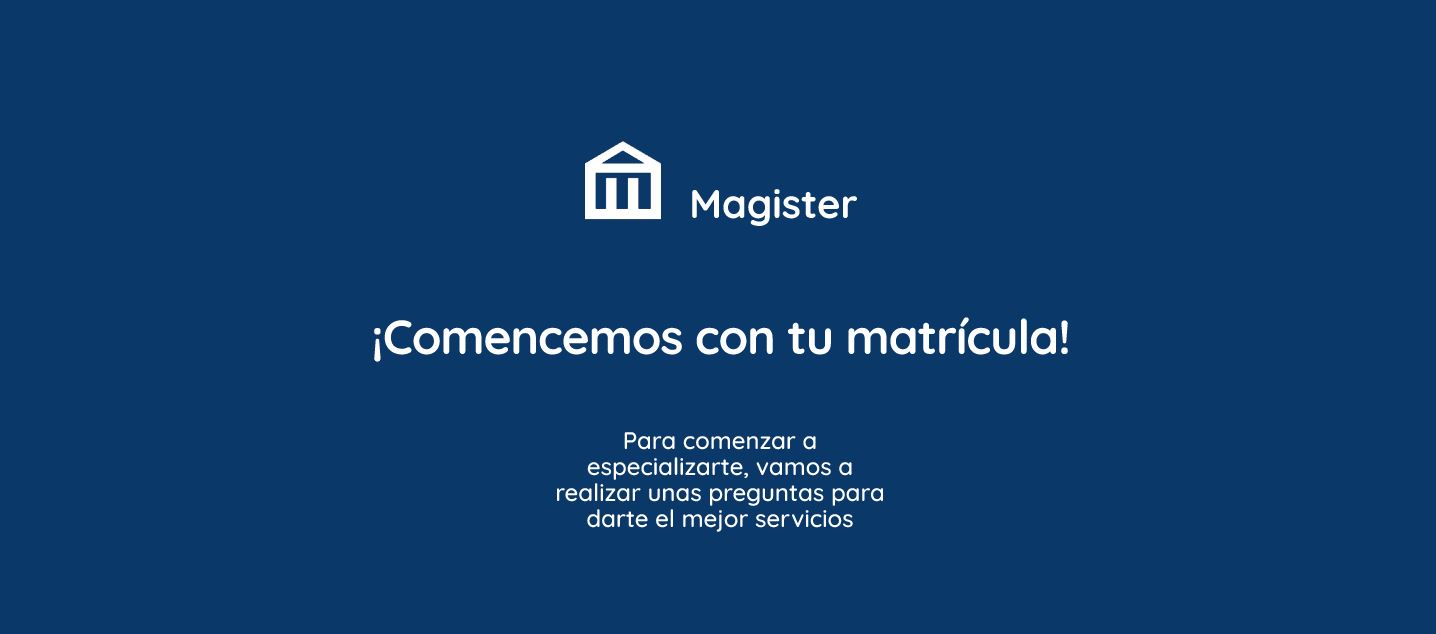 Magister
¡Comencemos con tu matrícula!
Para comenzar a
especializarte, vamos a
realizar unas preguntas para
darte el mejor servicios